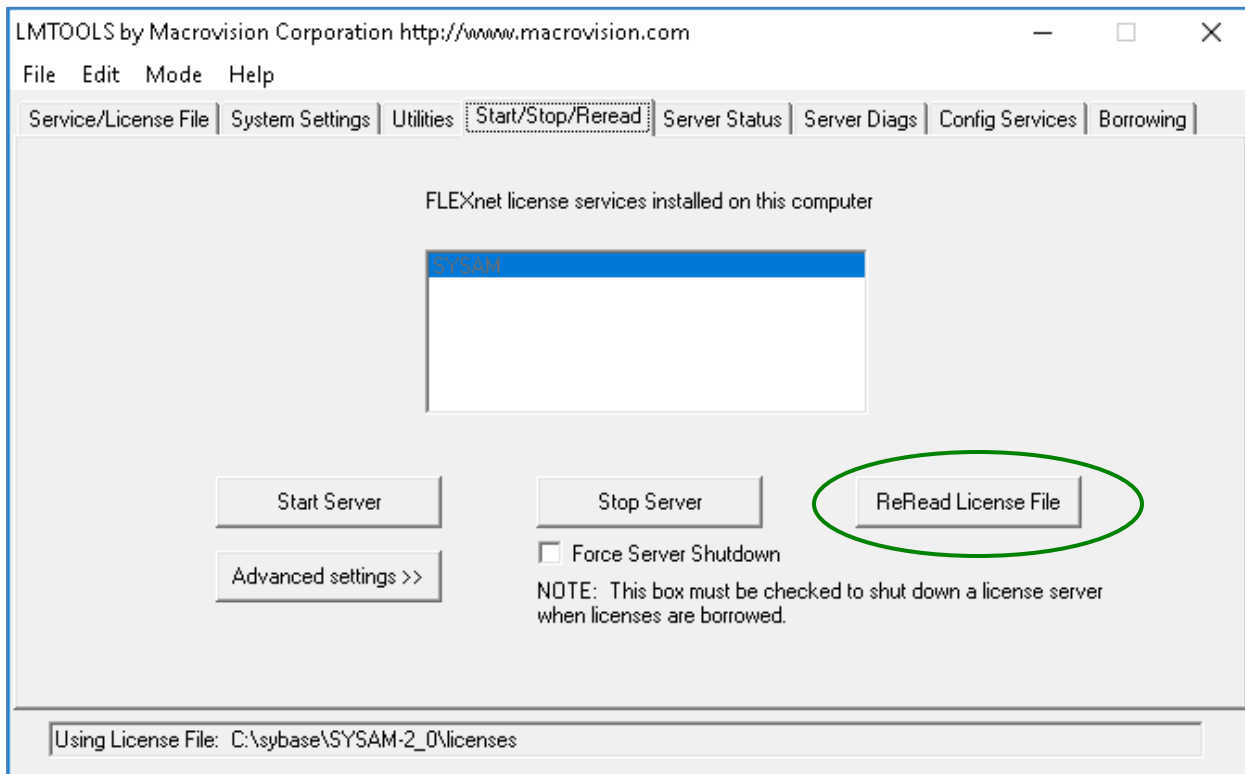 LMTOOLS by Macrovision Corporation http://www.macrovision.com
File Edit Mode Help
Service/License File System Settings Utilities Start/Stop/Reread Server Status Server Diags Config Services Borrowing
FLEXnet license services installed on this computer
SYSAM
Start Server Stop Server ReRead License File
Force Server Shutdown
Advanced settings >>
NOTE: This box must be checked to shut down a license server
when licenses are borrowed.
Using License File: C:\sybase\SYSAM-2_0\licenses